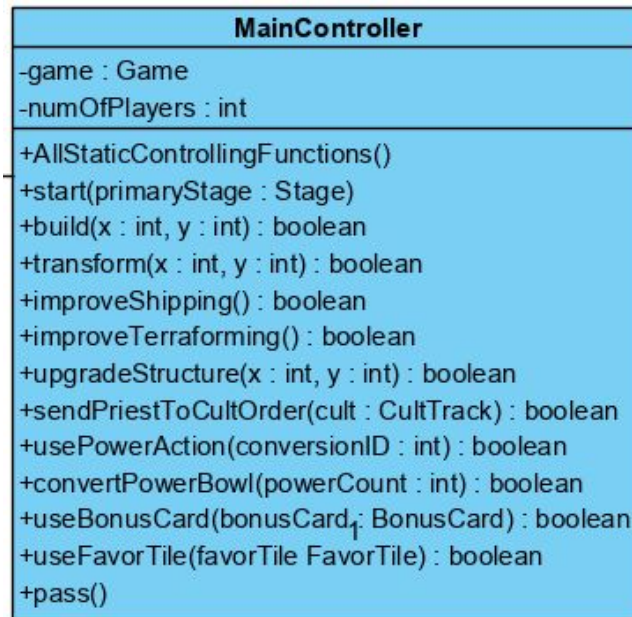 MainController
-game : Game
-numOfPlayers : int
+AllStaticControllingFunctions()
+start(primaryStage : Stage)
+build(x : int, y : int) : boolean
+transform(x : int, y : int) : boolean
+improveShipping() : boolean
+improveTerraforming() : boolean
+upgradeStructure(x : int, y : int) : boolean
+sendPriestToCultOrder(cult : CultTrack) : boolean
+usePowerAction(conversionID : int) : boolean
+convertPowerBowl(powerCount : int) : boolean
+useBonusCard(bonusCard : BonusCard) : boolean
1
+useFavorTile(favorTile FavorTile) : boolean
+pass()